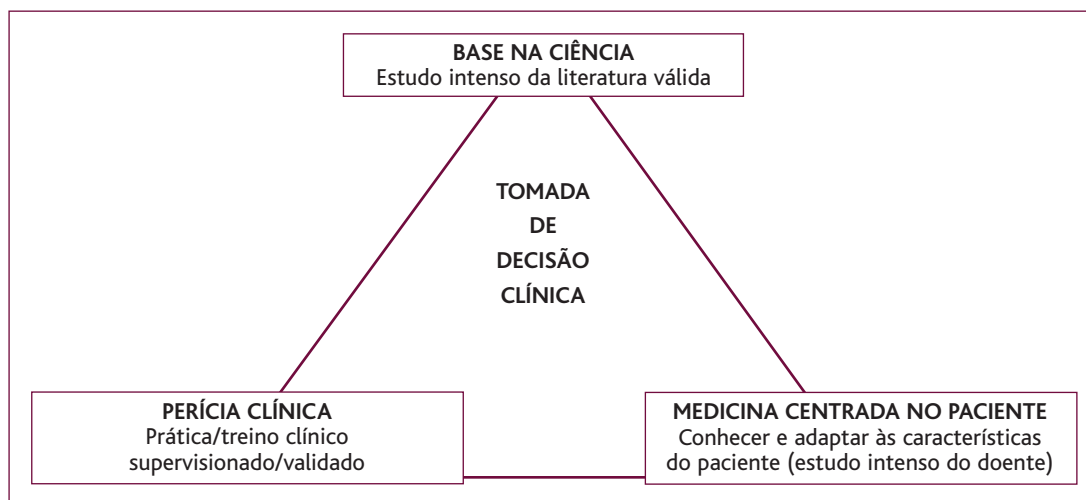 BASE NA CIÊNCIA
Estudo intenso da literatura válida
TOMADA
DE
DECISÃO
CLÍNICA
PERÍCIA CLÍNICA
Prática/treino clínico
supervisionado/validado
MEDICINA CENTRADA NO PACIENTE
Conhecer e adaptar às características
do paciente (estudo intenso do doente)